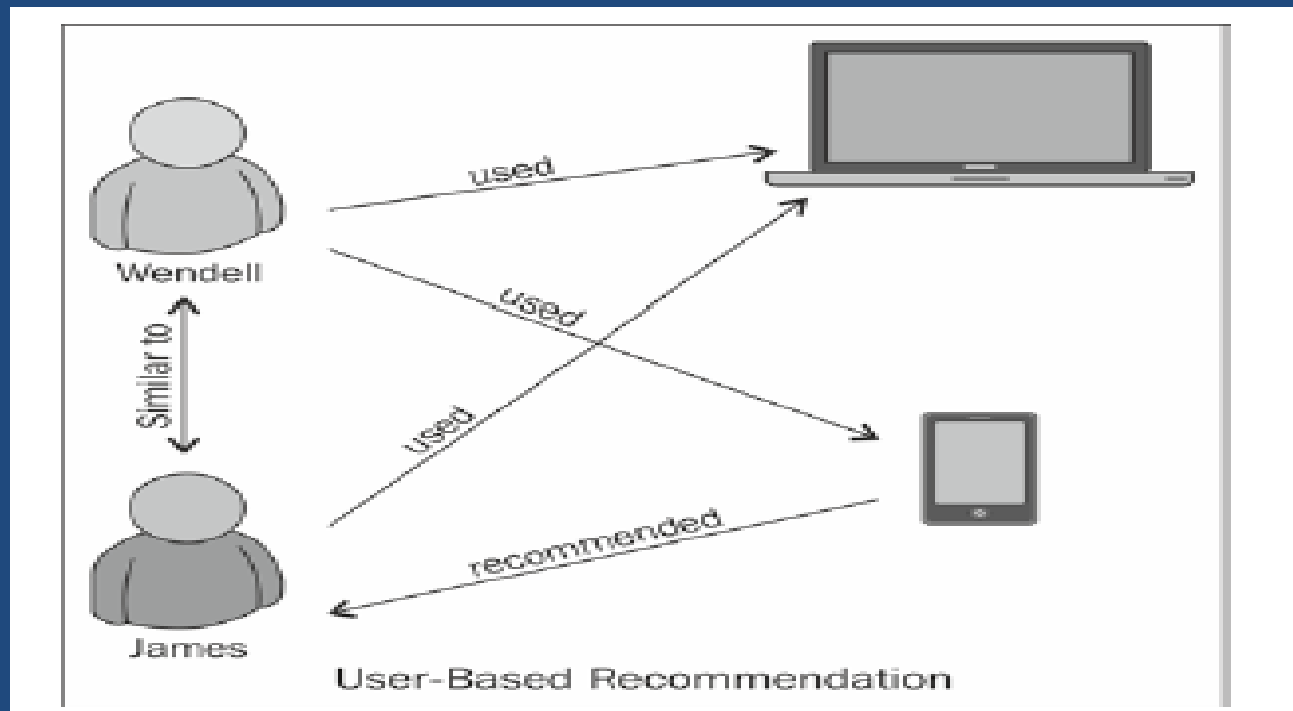 used
Wendell
used
Similar to
used
recommended
James
User-Based Recommendation